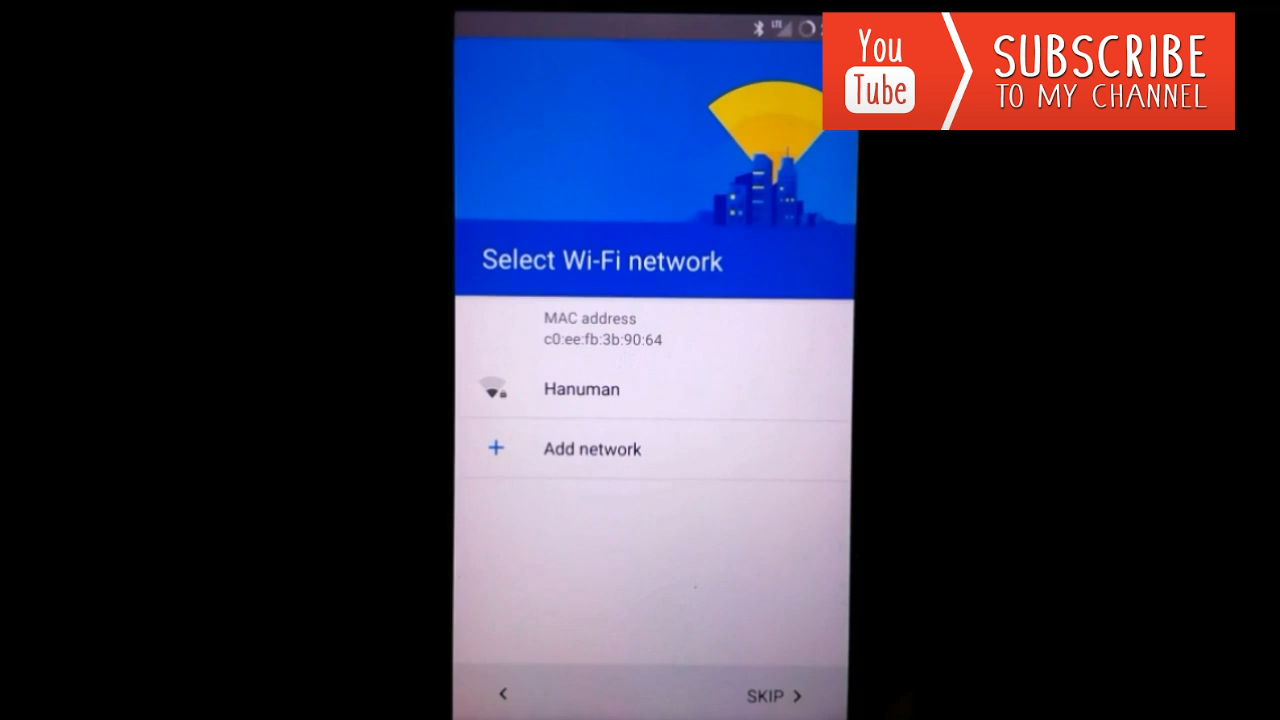 LTE
You
Tube
SUBSCRIBE
TO MY CHANNEL
Select Wi-Fi network
MAC address
c0:ee:fb:3b:90:64
Hanuman
Add network
SKIP